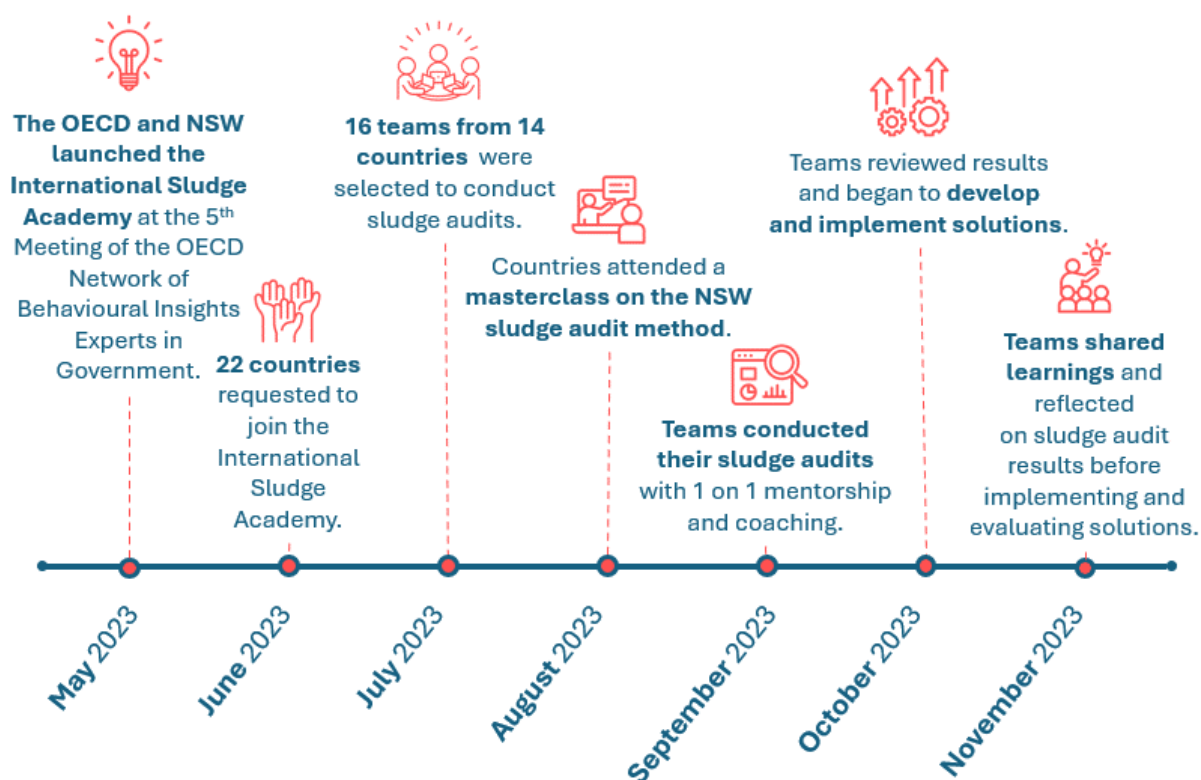 The OECD and NSW
launched the
International Sludge
Academy at the 5th
Meeting of the OECD
Network of
Behavioural Insights
Experts in
Government.
22 countries
requested to
join the
International
Sludge
Academy.
16 teams from 14
countries were
selected to conduct
sludge audits.
Countries attended a
masterclass on the NSW
sludge audit method.
Teams conducted
their sludge audits
with 1 on 1 mentorship
and coaching.
Teams reviewed results
and began to develop
and implement solutions.
Teams shared
learnings and
reflected
on sludge audit
results before
implementing and
evaluating solutions.
May 2023
June 2023
July 2023
August 2023
September 2023
October 2023
November 2023